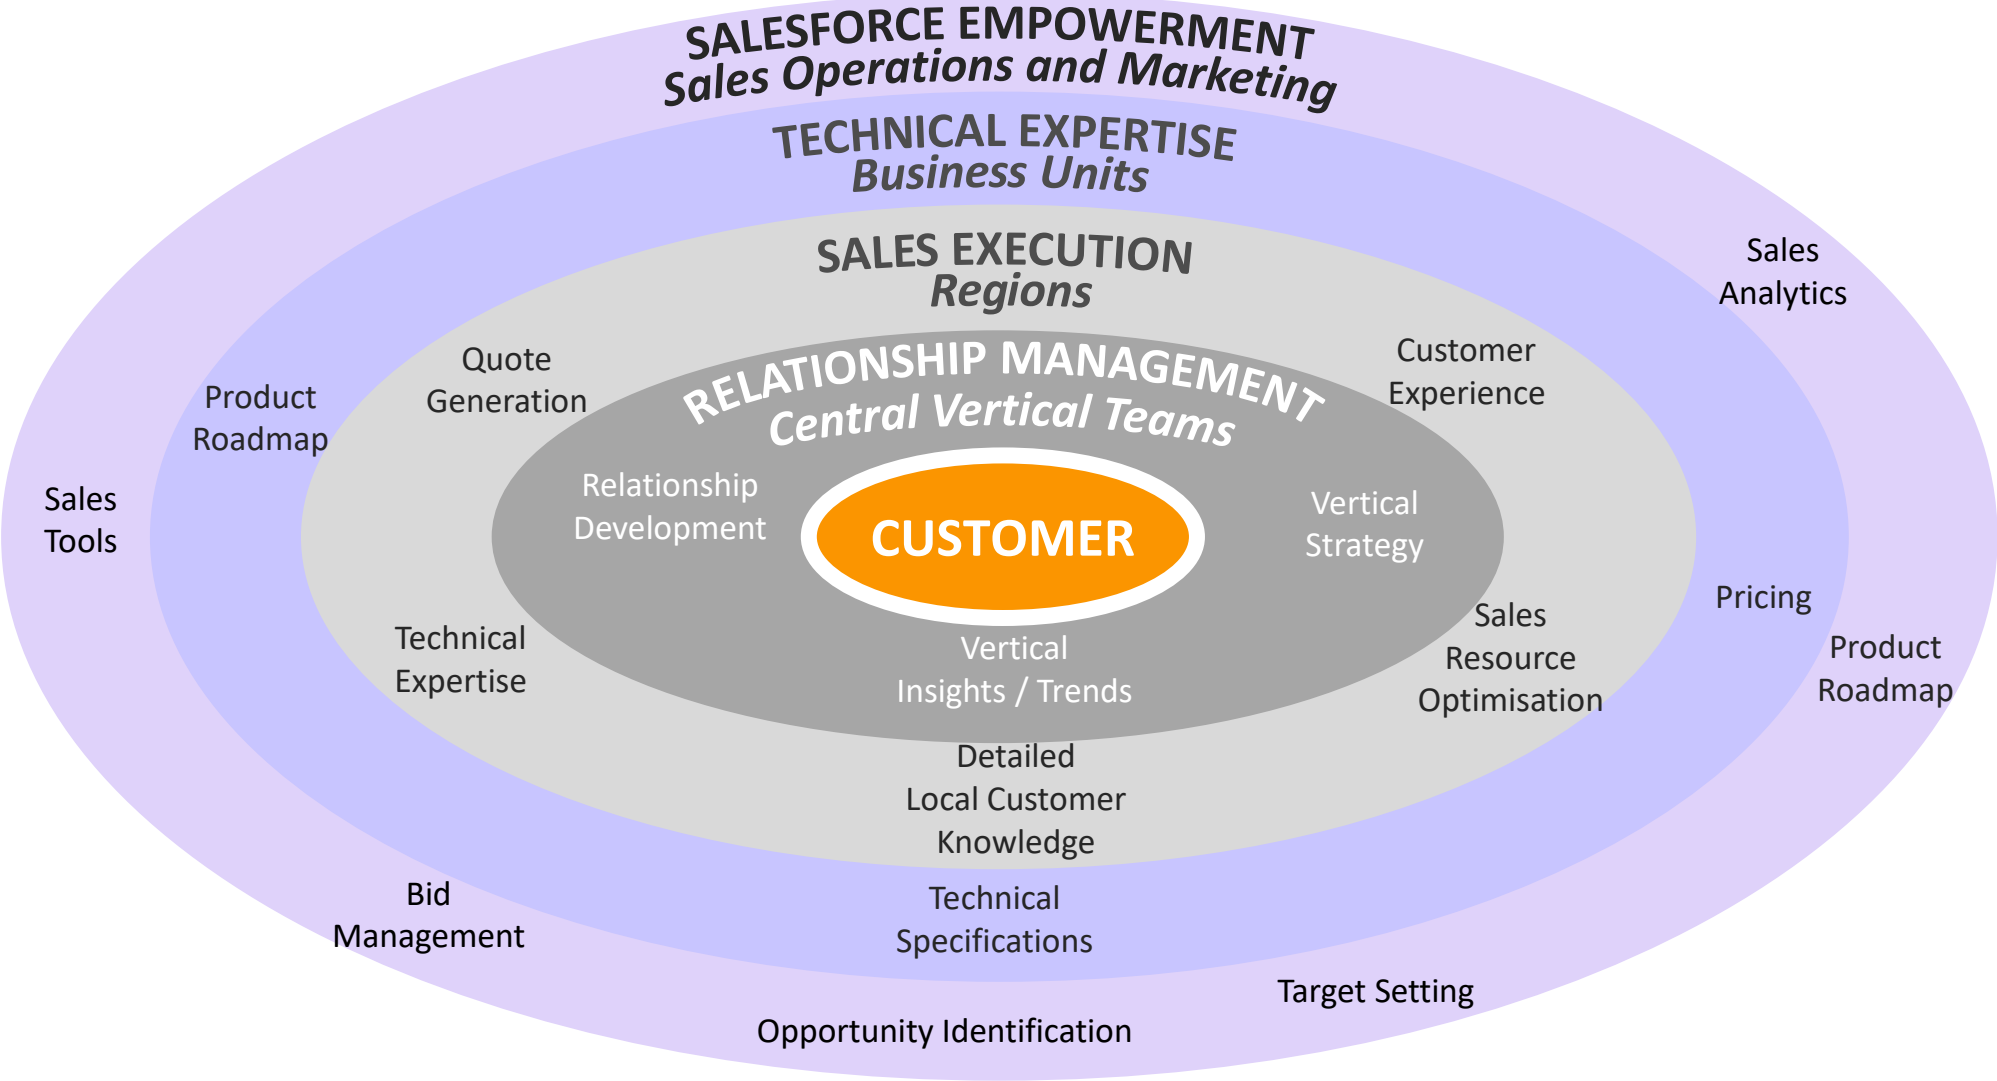 SALESFORCE EMPOWERMENT
Sales Operations and Marketing
TECHNICAL EXPERTISE
Business Units
SALES EXECUTION
Regions
RELATIONSHIP MANAGEMENT
Central Vertical Teams
CUSTOMER
Relationship
Development
Vertical
Strategy
Vertical
Insights / Trends
Quote
Generation
Customer
Experience
Technical
Expertise
Sales
Resource
Optimisation
Detailed
Local Customer
Knowledge
Product
Roadmap
Pricing
Technical
Specifications
Sales
Analytics
Sales
Tools
Product
Roadmap
Bid
Management
Target Setting
Opportunity Identification